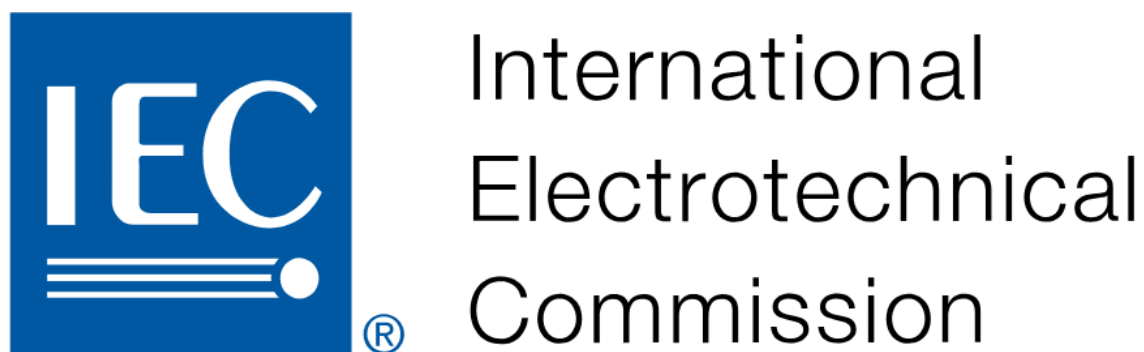 IEC
®
International
Electrotechnical
Commission